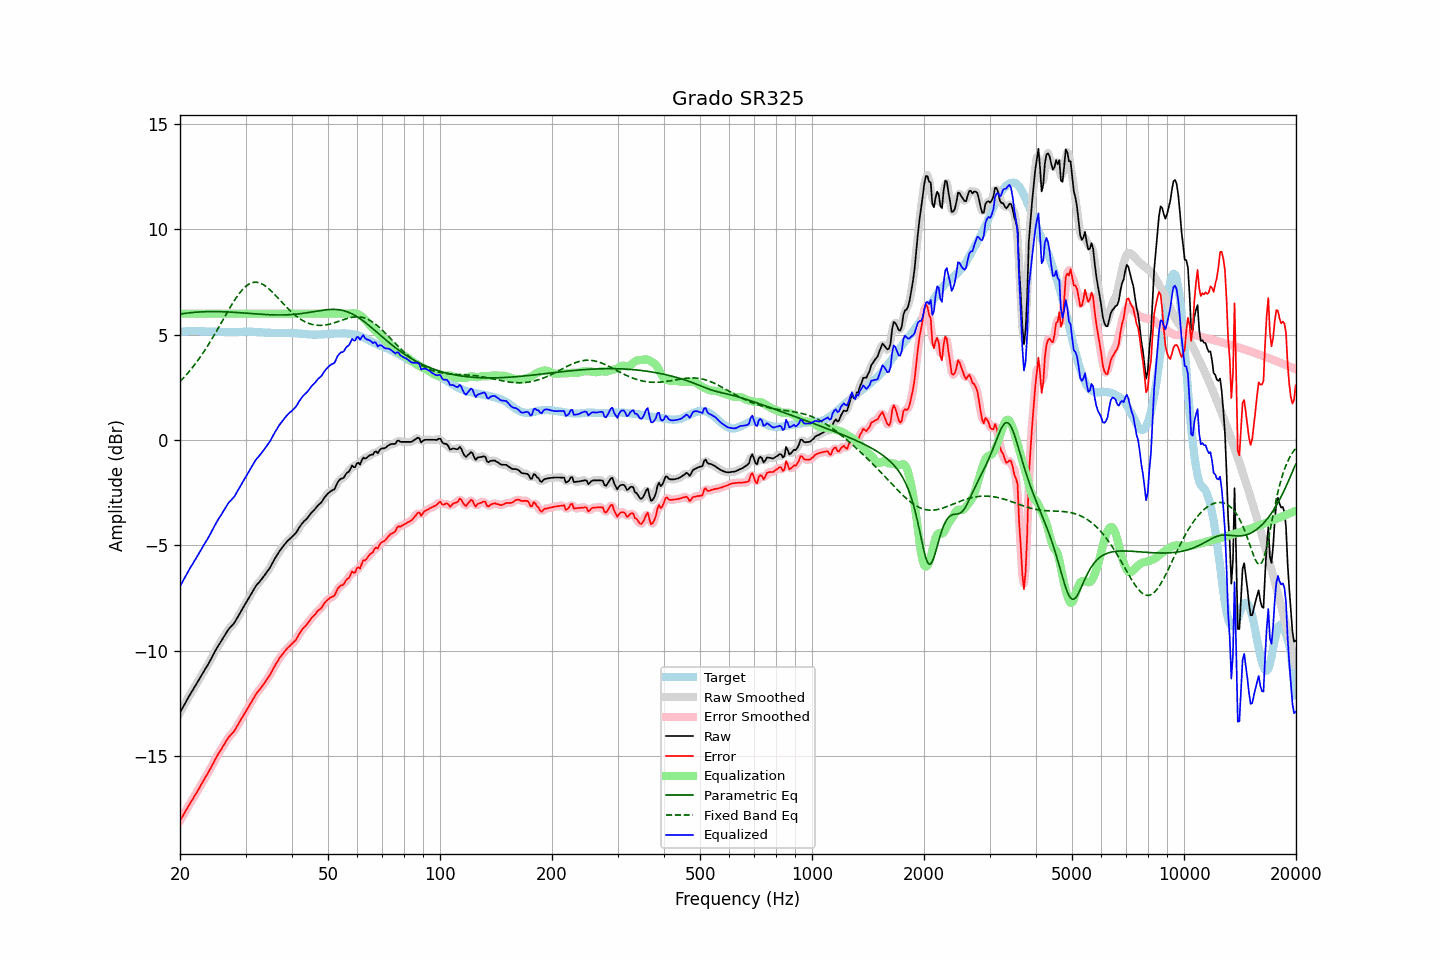 Grado SR325
Amplitude (dBr)
15
10
5
0
−5
−10
−15
Target
Raw Smoothed
Error Smoothed
Raw
Error
Equalization
Parametric Eq
Fixed Band Eq
Equalized
20 50 100 200 500 1000 2000 5000 10000 20000
Frequency (Hz)